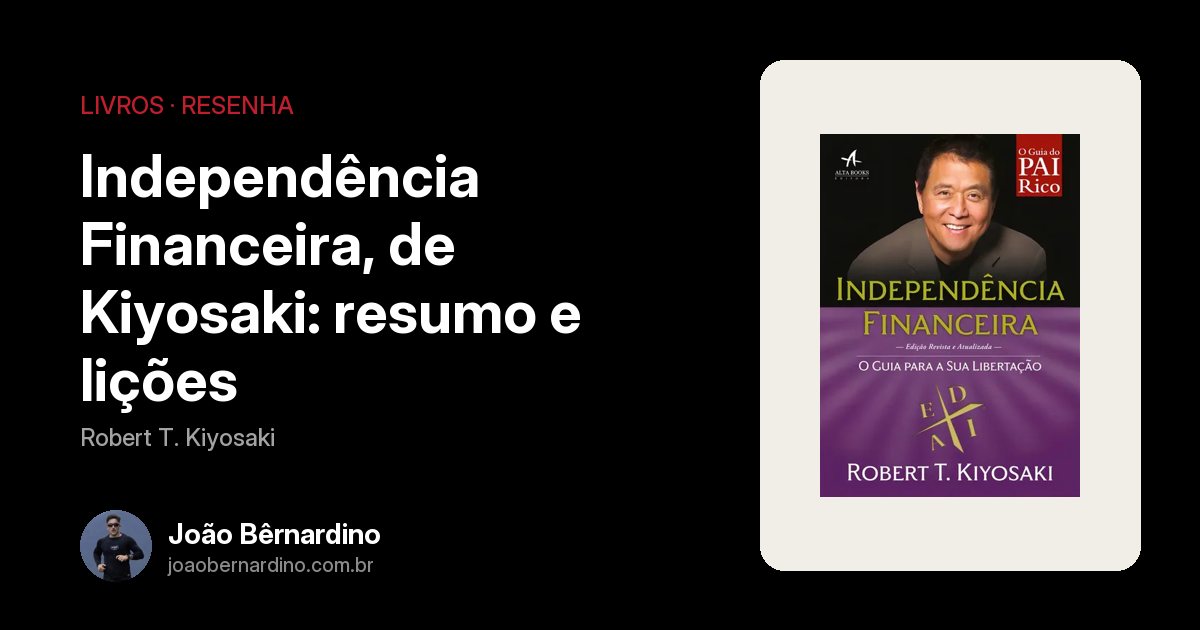 LIVROS · RESENHA
Independência
Financeira, de
Kiyosaki: resumo e
lições
Robert T. Kiyosaki
João Bêrnardino
joaobernardino.com.br
ALTA BOOKS
EDITORA
O Guia do
PAI
Rico
INDEPENDÊNCIA
FINANCEIRA
— Edição Revista e Atualizada —
O GUIA PARA A SUA LIBERTAÇÃO
E D
A I
ROBERT T. KIYOSAKI